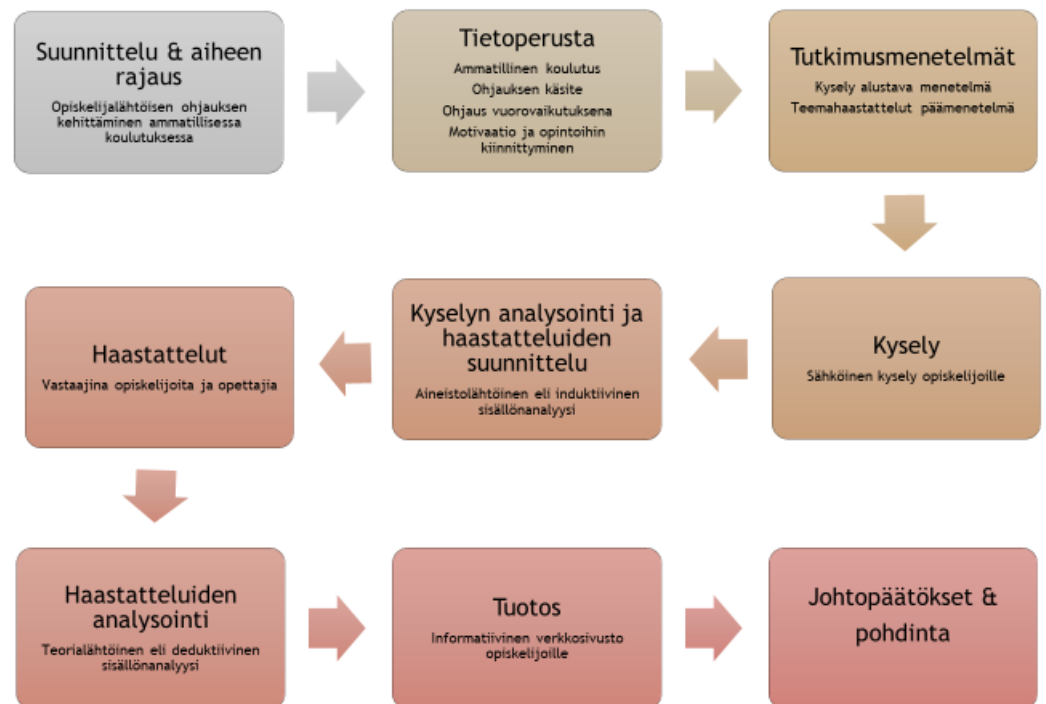 Suunnittelu & aiheen
rajaus
Opiskelijalähtöisen ohjauksen
kehittäminen ammatillisessa
koulutuksessa
Tietoperusta
Ammatillinen koulutus
Ohjauksen käsite
Ohjaus vuorovaikutuksena
Motivaatio ja opintoihin
kiinnittyminen
Tutkimusmenetelmät
Kysely alustava menetelmä
Teemahaastattelut päämenetelmä
Kysely
Sähköinen kysely opiskelijoille
Kyselyn analysointi ja
haastatteluiden
suunnittelu
Aineistolähtöinen eli induktiivinen
sisällönanalyysi
Haastattelut
Vastaajina opiskelijoita ja opettajia
Haastatteluiden
analysointi
Teorialähtöinen eli deduktiivinen
sisällönanalyysi
Tuotos
Informatiivinen verkkosivusto
opiskelijoille
Johtopäätökset &
pohdinta